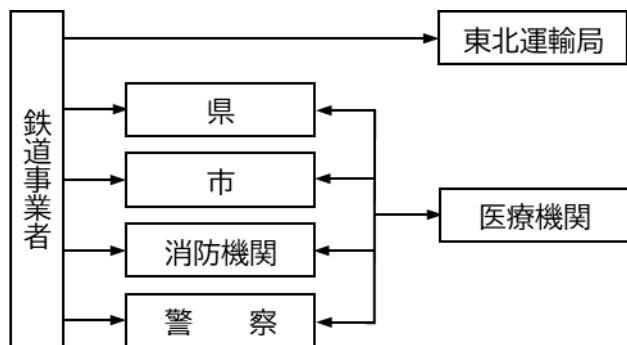 鉄道事業者
東北運輸局
県
市
医療機関
消防機関
警　察